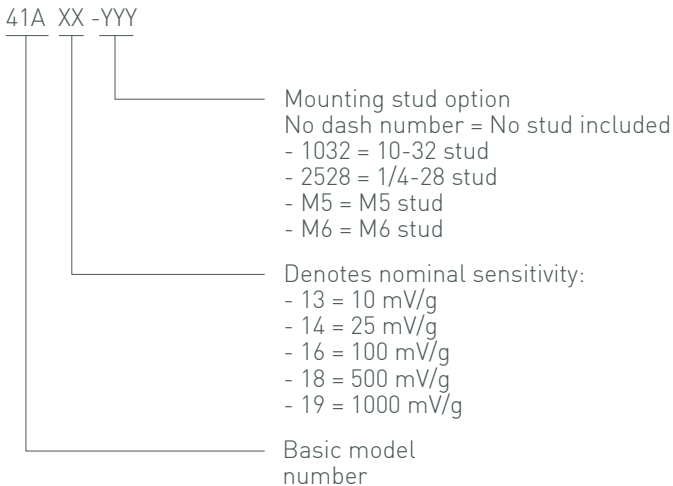 41A XX -YYY
Mounting stud option
No dash number = No stud included
- 1032 = 10-32 stud
- 2528 = 1/4-28 stud
- M5 = M5 stud
- M6 = M6 stud
Denotes nominal sensitivity:
- 13 = 10 mV/g
- 14 = 25 mV/g
- 16 = 100 mV/g
- 18 = 500 mV/g
- 19 = 1000 mV/g
Basic model
number